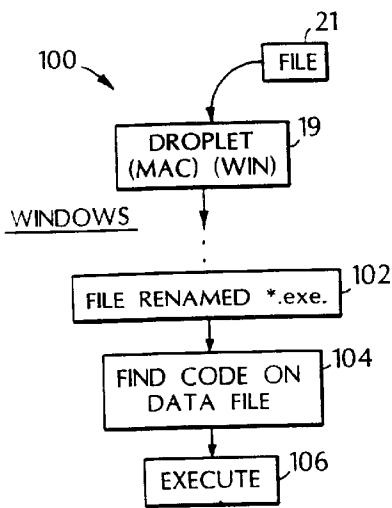 21
FILE
100
19
DROPLET
(MAC) (WIN)
WINDOWS
102
FILE RENAMED *.exe.
104
FIND CODE ON
DATA FILE
106
EXECUTE